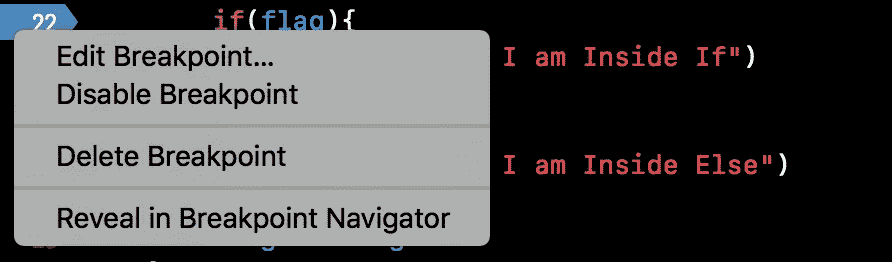 22 if(flag){
Edit Breakpoint... I am Inside If")
Disable Breakpoint
Delete Breakpoint I am Inside Else")
Reveal in Breakpoint Navigator